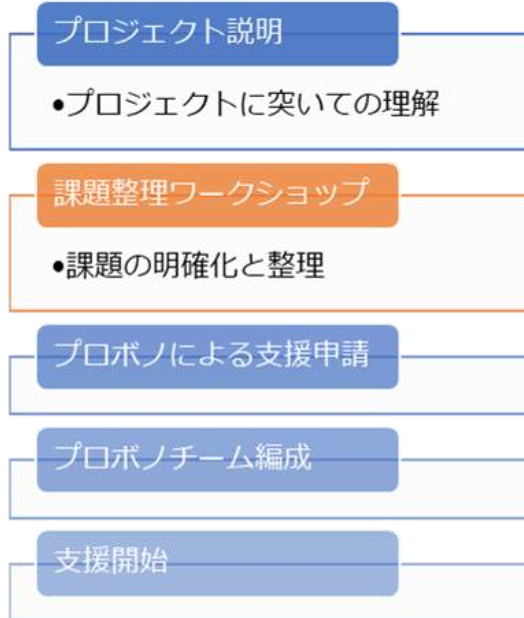 プロジェクト説明
•プロジェクトに突いての理解
課題整理ワークショップ
•課題の明確化と整理
プロボノによる支援申請
プロボノチーム編成
支援開始